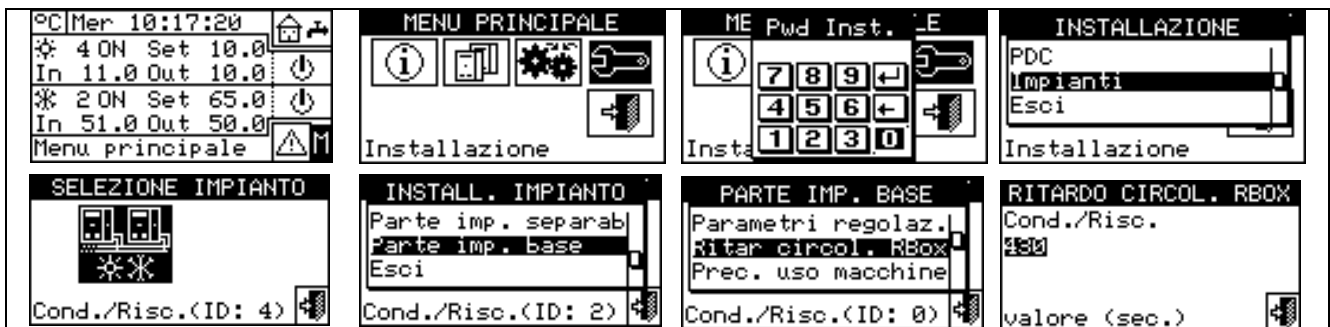 °C Mer 10:17:20
4 ON Set 10.0
In 11.0 Out 10.0
2 ON Set 65.0
In 51.0 Out 50.0
Menu principale M
MENU PRINCIPALE
i
Installazione
ME LE
Pwd Inst.
i
7 8 9
4 5 6
1 2 3 0
Insta
INSTALLAZIONE
PDC
Impianti
Esci
Installazione
SELEZIONE IMPIANTO
Cond./Risc.(ID: 4)
INSTALL. IMPIANTO
Parte imp. separab
Parte imp. base
Esci
Cond./Risc.(ID: 2)
PARTE IMP. BASE
Parametri regolaz.
Ritar circol. RBox
Prec. uso macchine
Cond./Risc.(ID: 0)
RITARDO CIRCOL. RBOX
Cond./Risc.
valore (sec.)